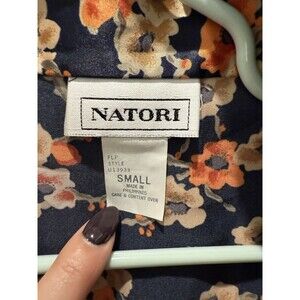 NATORI
FLP
STYLE
SMALL
MADE IN
PHILIPPINES
CARE & CONTENT OVER